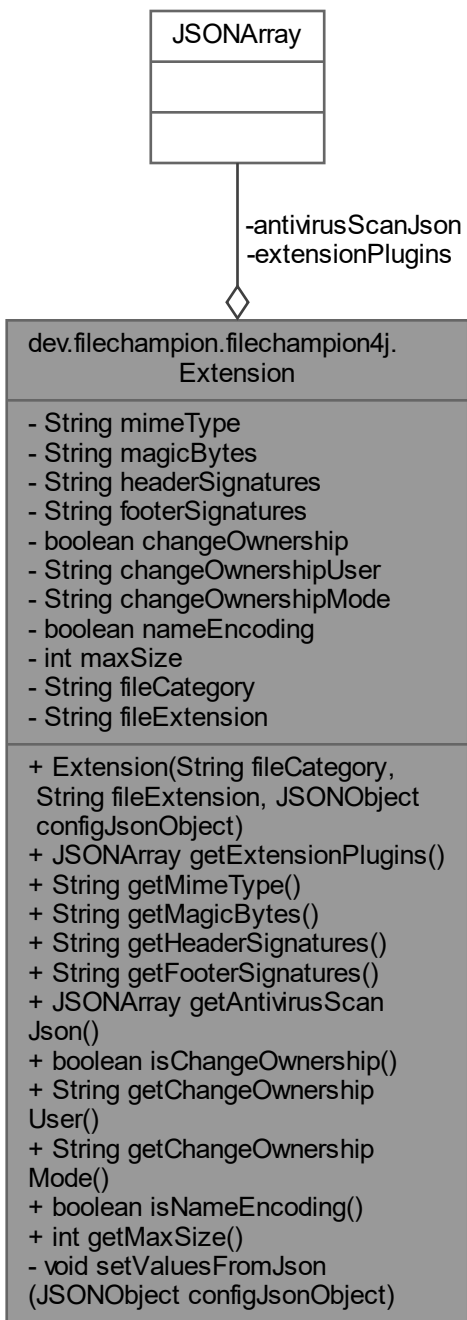 JSONArray
-antivirusScanJson
-extensionPlugins
dev.filechampion.filechampion4j.
Extension
- String mimeType
- String magicBytes
- String headerSignatures
- String footerSignatures
- boolean changeOwnership
- String changeOwnershipUser
- String changeOwnershipMode
- boolean nameEncoding
- int maxSize
- String fileCategory
- String fileExtension
+ Extension(String fileCategory,
String fileExtension, JSONObject
configJsonObject)
+ JSONArray getExtensionPlugins()
+ String getMimeType()
+ String getMagicBytes()
+ String getHeaderSignatures()
+ String getFooterSignatures()
+ JSONArray getAntivirusScan
Json()
+ boolean isChangeOwnership()
+ String getChangeOwnership
User()
+ String getChangeOwnership
Mode()
+ boolean isNameEncoding()
+ int getMaxSize()
- void setValuesFromJson
(JSONObject configJsonObject)